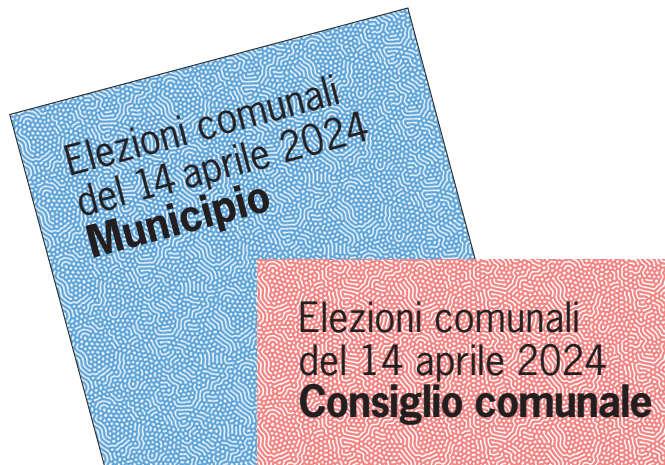 Elezioni comunali
del 14 aprile 2024
Municipio
Elezioni comunali
del 14 aprile 2024
Consiglio comunale